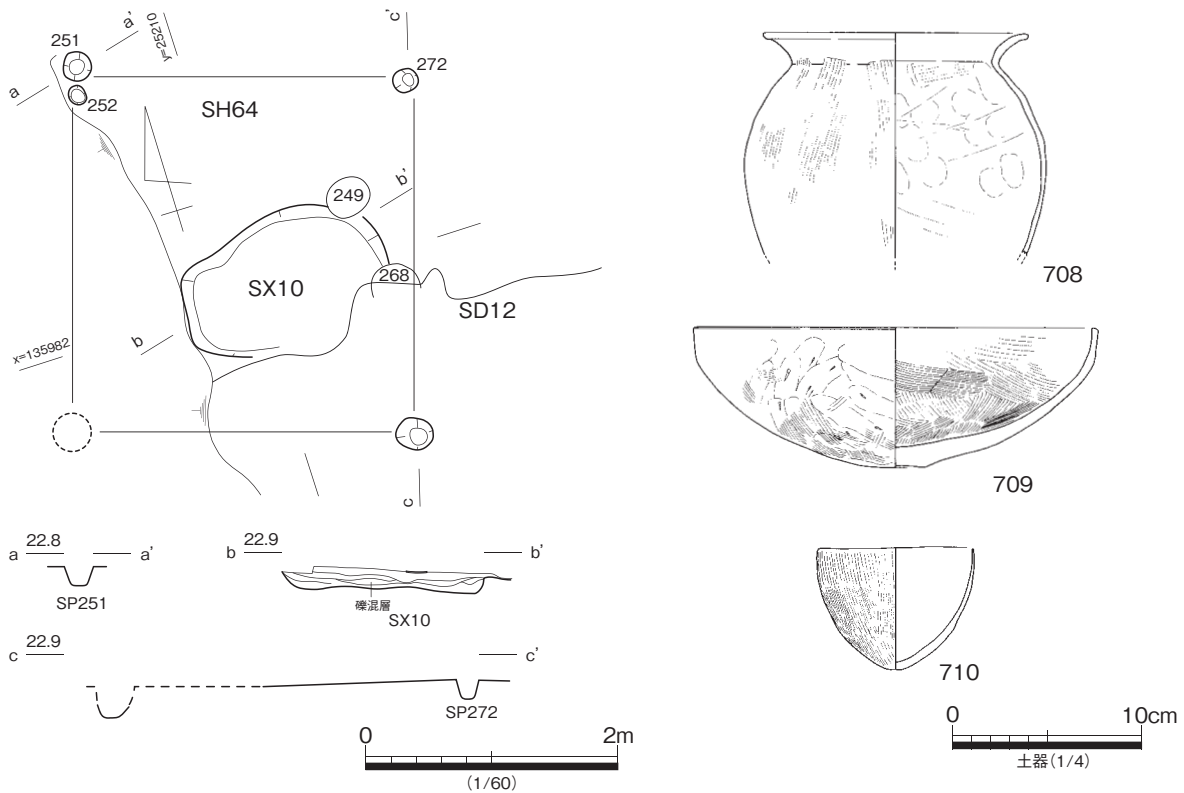 251
252
a
a'
y=25210
c'
272
SH64
249
b'
SX10
268
SD12
b
x=135982
c
22.8
a
a'
SP251
22.9
b
b'
礫混層
SX10
22.9
c
c'
SP272
0
2m
(1/60)
708
709
710
0
10cm
土器(1/4)